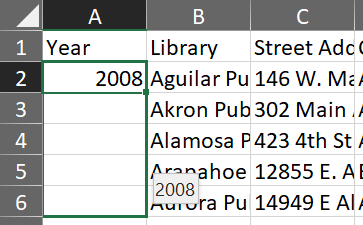 A B C
1 Year Library Street Add
2 2008 Aguilar Pu 146 W. Ma
3 Akron Pub 302 Main
4 Alamosa P 423 4th St
5 Arapahoe 12855 E. A
2008
6 Aurora Pu 14949 E Al